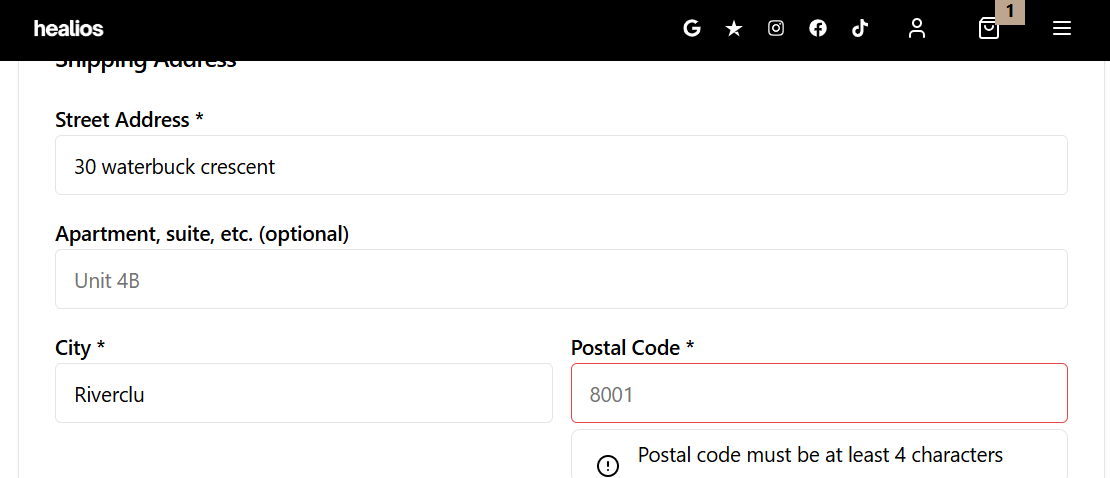 healios
1
Shipping Address
Street Address *
30 waterbuck crescent
Apartment, suite, etc. (optional)
Unit 4B
City *
Postal Code *
Riverclu
8001
Postal code must be at least 4 characters